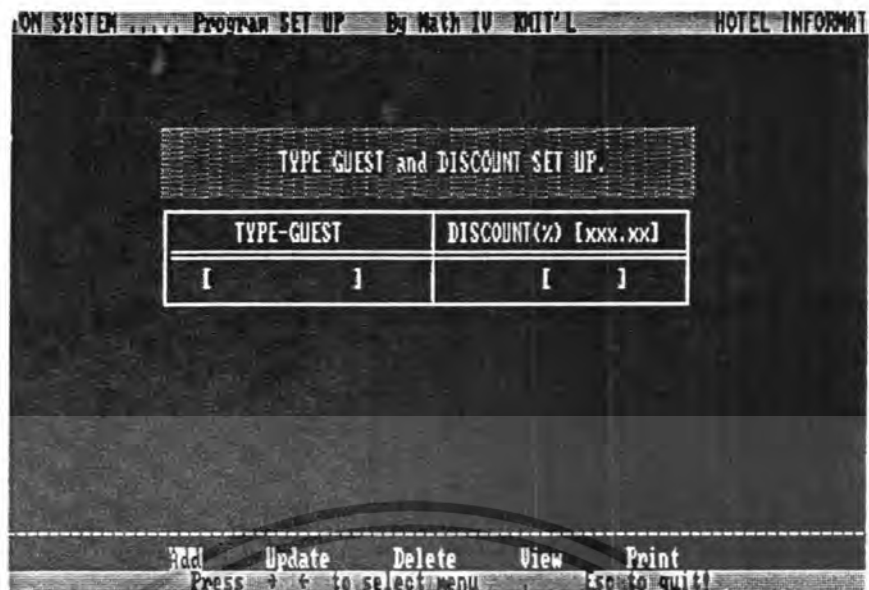 ON SYSTEM ..... Program SET UP By Math IV KMIT'L HOTEL INFORMAT
TYPE GUEST and DISCOUNT SET UP.
TYPE-GUEST DISCOUNT(%) [xxx.xx]
[ ] [ ]
Add Update Delete View Print
Press → ← to select menu Esc to quit!